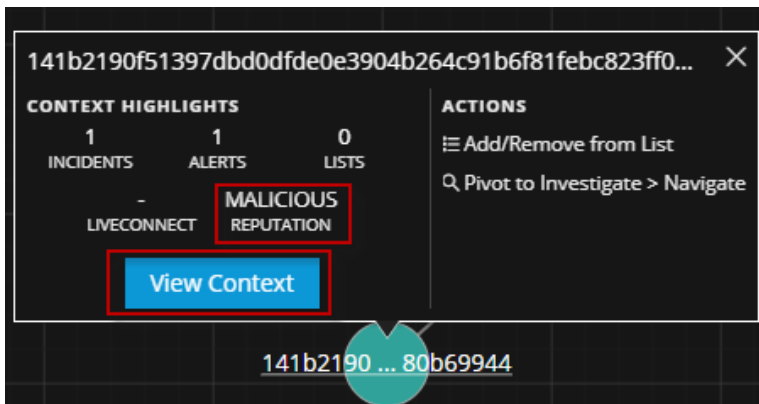 141b2190f51397dbd0dfde0e3904b264c91b6f81febc823ff0...
CONTEXT HIGHLIGHTS
1 1 0
INCIDENTS ALERTS LISTS
- MALICIOUS
LIVECONNECT REPUTATION
View Context
ACTIONS
Add/Remove from List
Pivot to Investigate > Navigate
141b2190 ... 80b69944